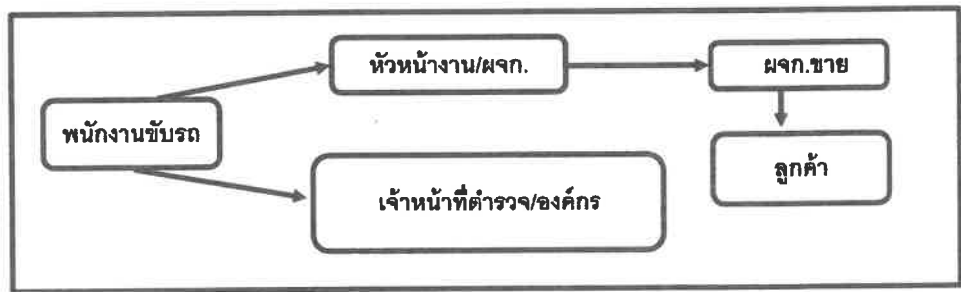 หัวหน้างาน/ผจก.
ผจก.ขาย
พนักงานขับรถ
ลูกค้า
เจ้าหน้าที่ตำรวจ/องค์กร